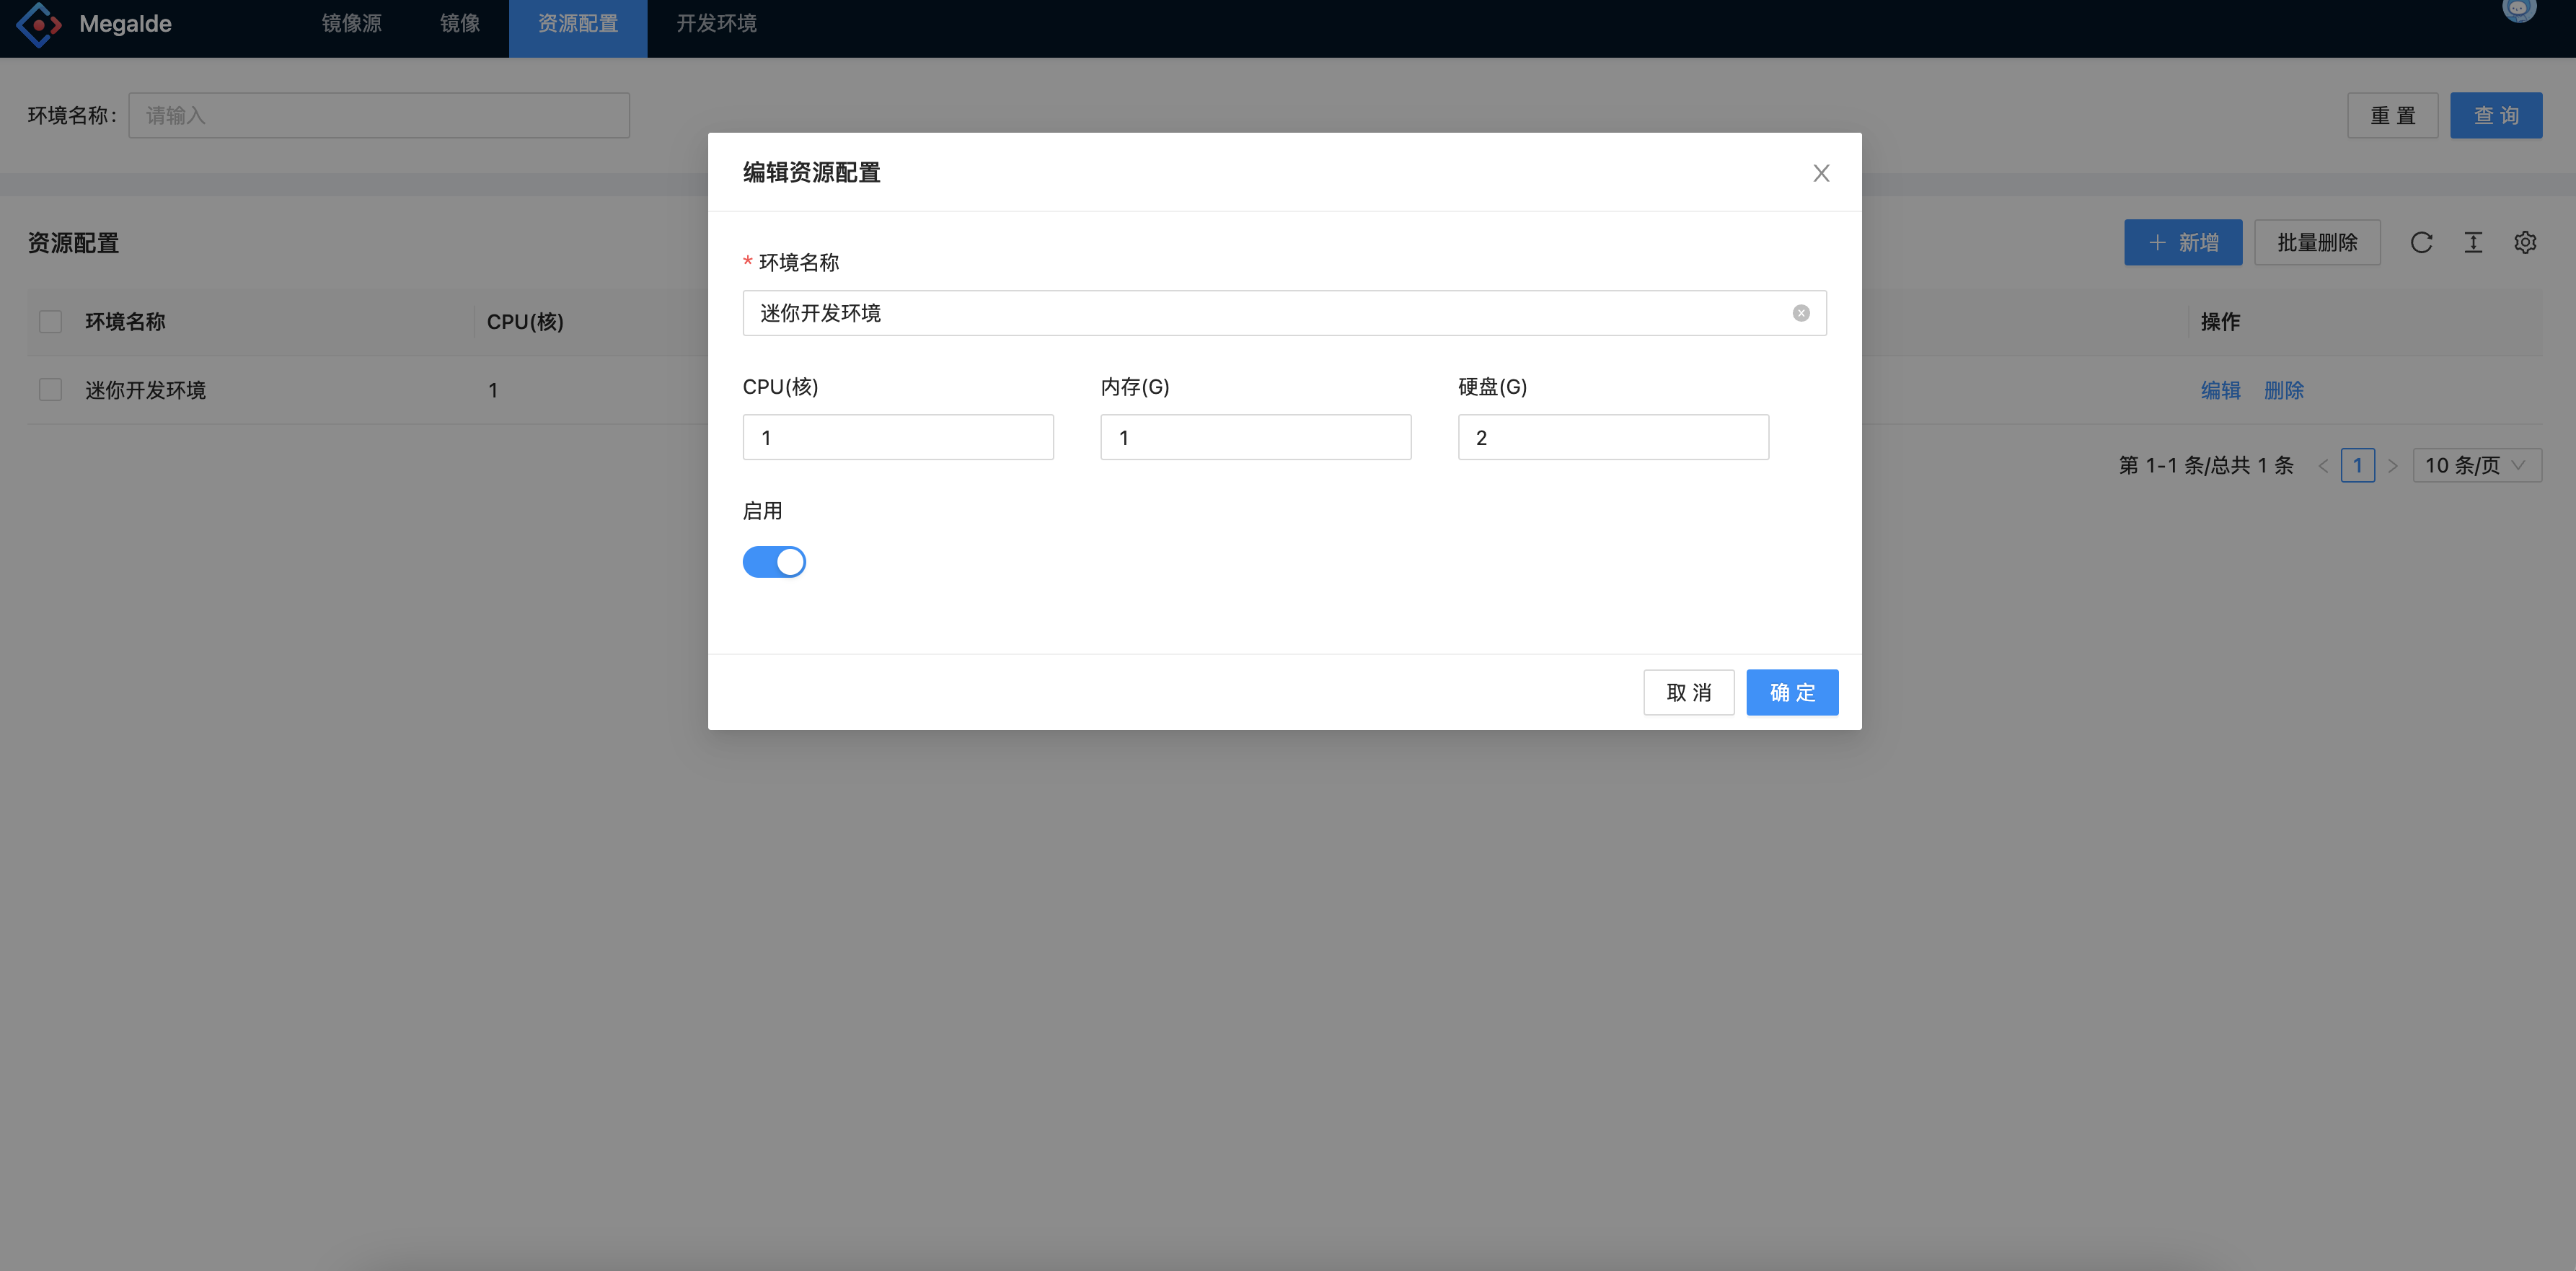 MegaIde 镜像源 镜像 资源配置 开发环境
环境名称: 请输入 重 置 查 询
编辑资源配置
资源配置 + 新增 批量删除
* 环境名称
迷你开发环境
环境名称 CPU(核) 操作
迷你开发环境 1 编辑 删除
CPU(核) 内存(G) 硬盘(G)
1 1 2
第 1-1 条/总共 1 条 < 1 > 10 条/页
启用
取 消 确 定